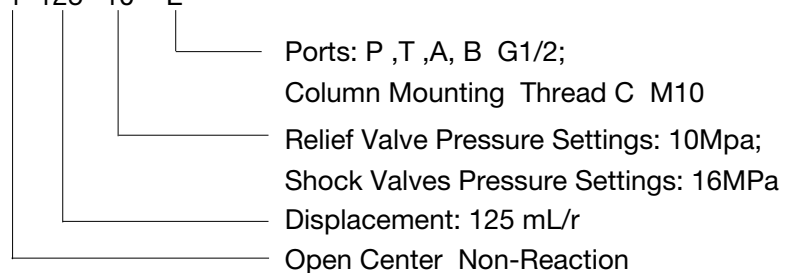 Ports: P ,T ,A, B G1/2;
Column Mounting Thread C M10
Relief Valve Pressure Settings: 10Mpa;
Shock Valves Pressure Settings: 16MPa
Displacement: 125 mL/r
Open Center Non-Reaction